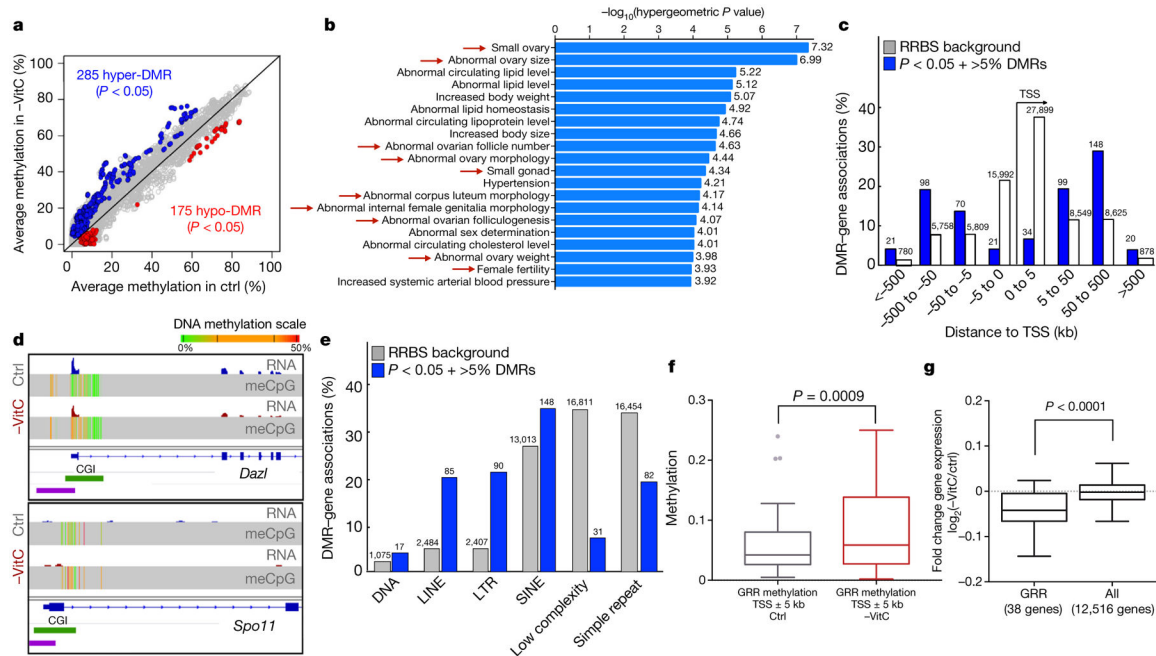 a
Average methylation in –VitC (%)
100
80
60
40
20
0
285 hyper-DMR
(P < 0.05)
175 hypo-DMR
(P < 0.05)
0 20 40 60 80 100
Average methylation in ctrl (%)
b
–log10(hypergeometric P value)
0 1 2 3 4 5 6 7
Small ovary 7.32
Abnormal ovary size 6.99
Abnormal circulating lipid level 5.22
Abnormal lipid level 5.12
Increased body weight 5.07
Abnormal lipid homestasis 4.92
Abnormal circulating lipoprotein level 4.74
Increased body size 4.66
Abnormal ovarian follicle number 4.63
Abnormal ovary morphology 4.44
Small gonad 4.34
Hypertension 4.21
Abnormal corpus luteum morphology 4.17
Abnormal internal female genitalia morphology 4.14
Abnormal ovarian folliculogenesis 4.07
Abnormal sex determination 4.01
Abnormal circulating cholesterol level 4.01
Abnormal ovary weight 3.98
Female fertility 3.93
Increased systemic arterial blood pressure 3.92
c
RRBS background
P < 0.05 + >5% DMRs
DMR–gene associations (%)
40
30
20
10
0
TSS
21 780
98 5,758
70 5,809
21 15,992
34 27,899
99 8,549
148 8,625
20 878
<–500
–500 to –50
–50 to –5
–5 to 0
0 to 5
5 to 50
50 to 500
>500
Distance to TSS (kb)
d
DNA methylation scale
0% 50%
Ctrl
RNA
meCpG
–VitC
RNA
meCpG
CGI
Dazl
Ctrl
RNA
meCpG
–VitC
RNA
meCpG
CGI
Spo11
e
RRBS background
P < 0.05 + >5% DMRs
DMR–gene associations (%)
40
30
20
10
0
1,075 17
2,484 85
2,407 90
13,013 148
16,811 31
16,454 82
DNA
LINE
LTR
SINE
Low complexity
Simple repeat
f
P = 0.0009
Methylation
0.3
0.2
0.1
0
GRR methylation
TSS ± 5 kb
Ctrl
GRR methylation
TSS ± 5 kb
–VitC
g
P < 0.0001
Fold change gene expression
log2(–VitC/ctrl)
0.2
0.1
0
–0.1
–0.2
GRR
(38 genes)
All
(12,516 genes)